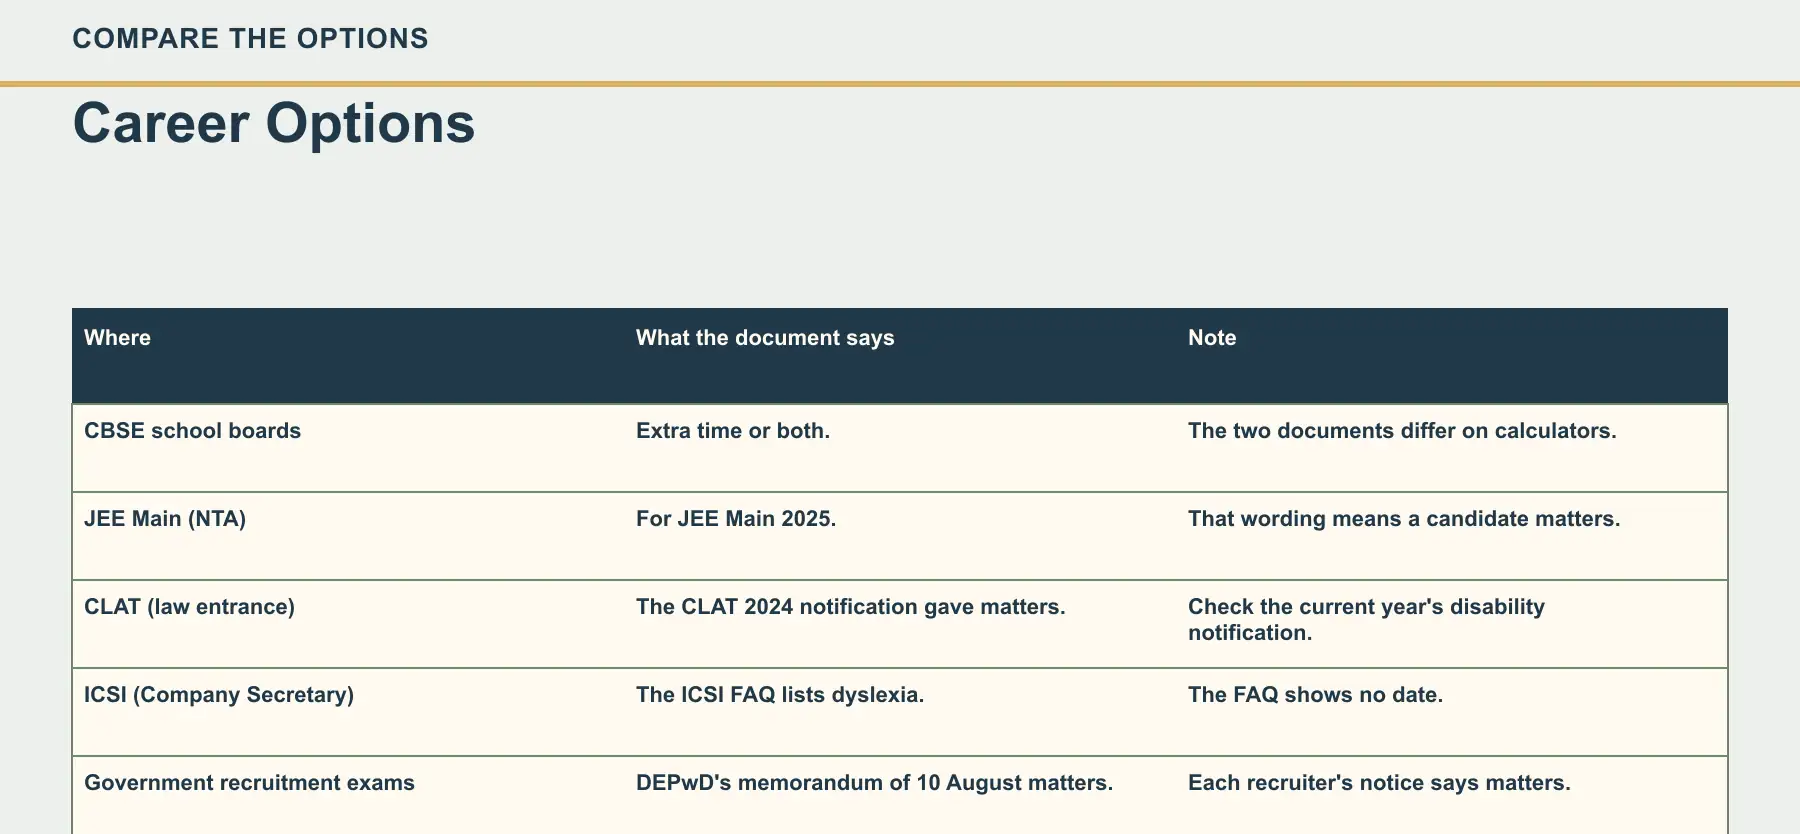 COMPARE THE OPTIONS
Career Options
Where What the document says Note
CBSE school boards Extra time or both. The two documents differ on calculators.
JEE Main (NTA) For JEE Main 2025. That wording means a candidate matters.
CLAT (law entrance) The CLAT 2024 notification gave matters. Check the current year's disability
notification.
ICSI (Company Secretary) The ICSI FAQ lists dyslexia. The FAQ shows no date.
Government recruitment exams DEPwD's memorandum of 10 August matters. Each recruiter's notice says matters.